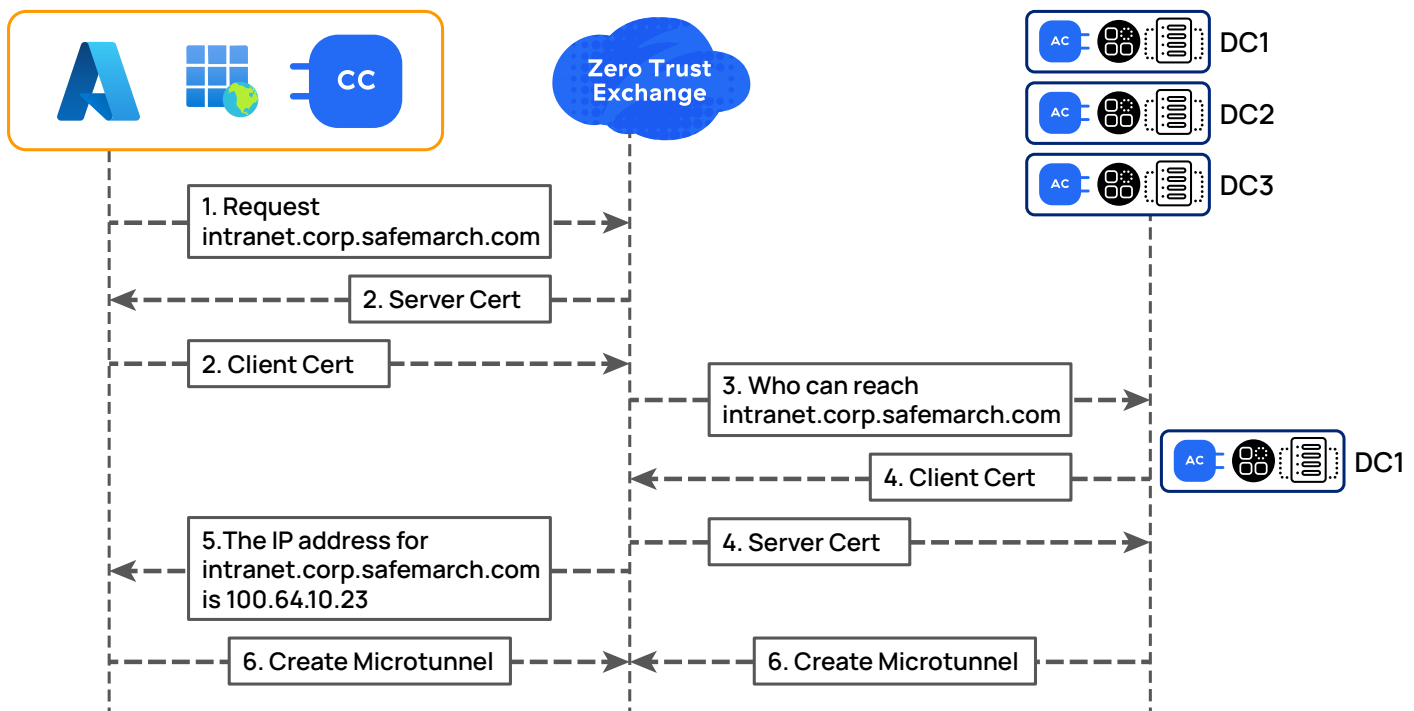 CC
Zero Trust
Exchange
AC
DC1
AC
DC2
AC
DC3
1. Request
intranet.corp.safemarch.com
2. Server Cert
2. Client Cert
3. Who can reach
intranet.corp.safemarch.com
AC
DC1
4. Client Cert
5.The IP address for
intranet.corp.safemarch.com
is 100.64.10.23
4. Server Cert
6. Create Microtunnel
6. Create Microtunnel